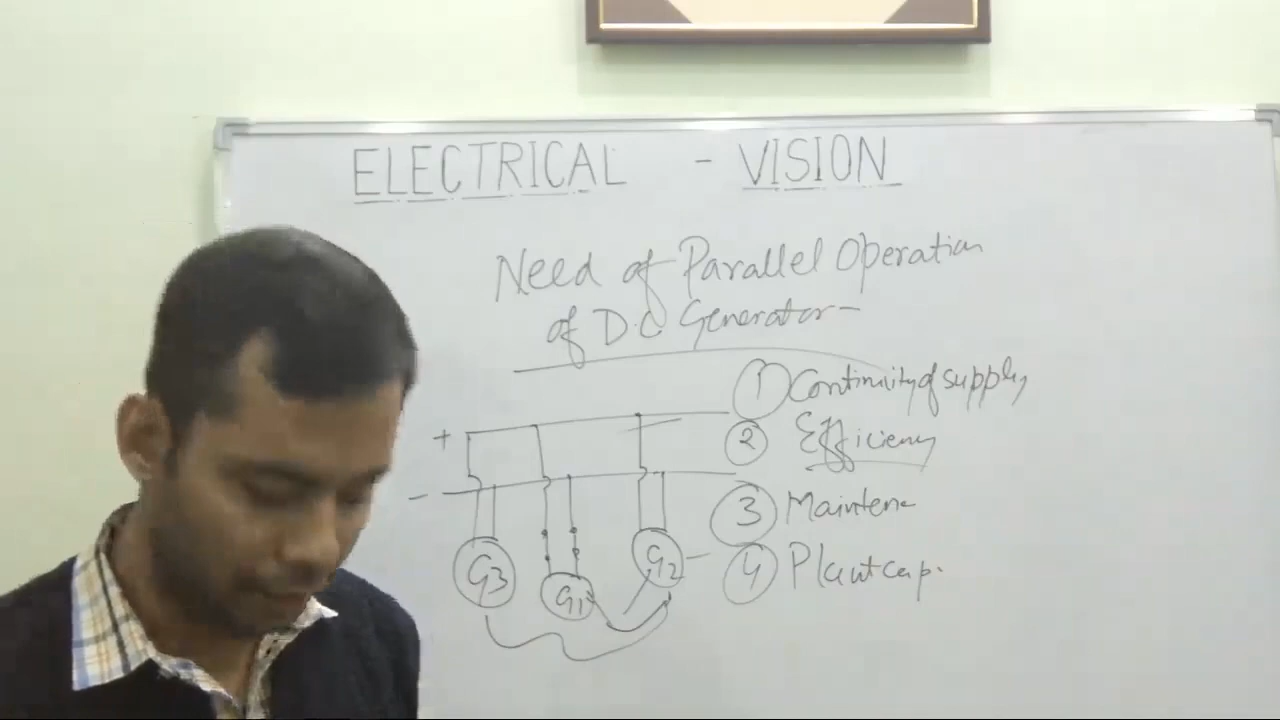 ELECTRICAL - VISION
Need of Parallel Operation
of D.C Generator-
① Continuity of supply
② Efficiency
③ Maintene
④ Plant cap.
+
-
G3
G1
G2